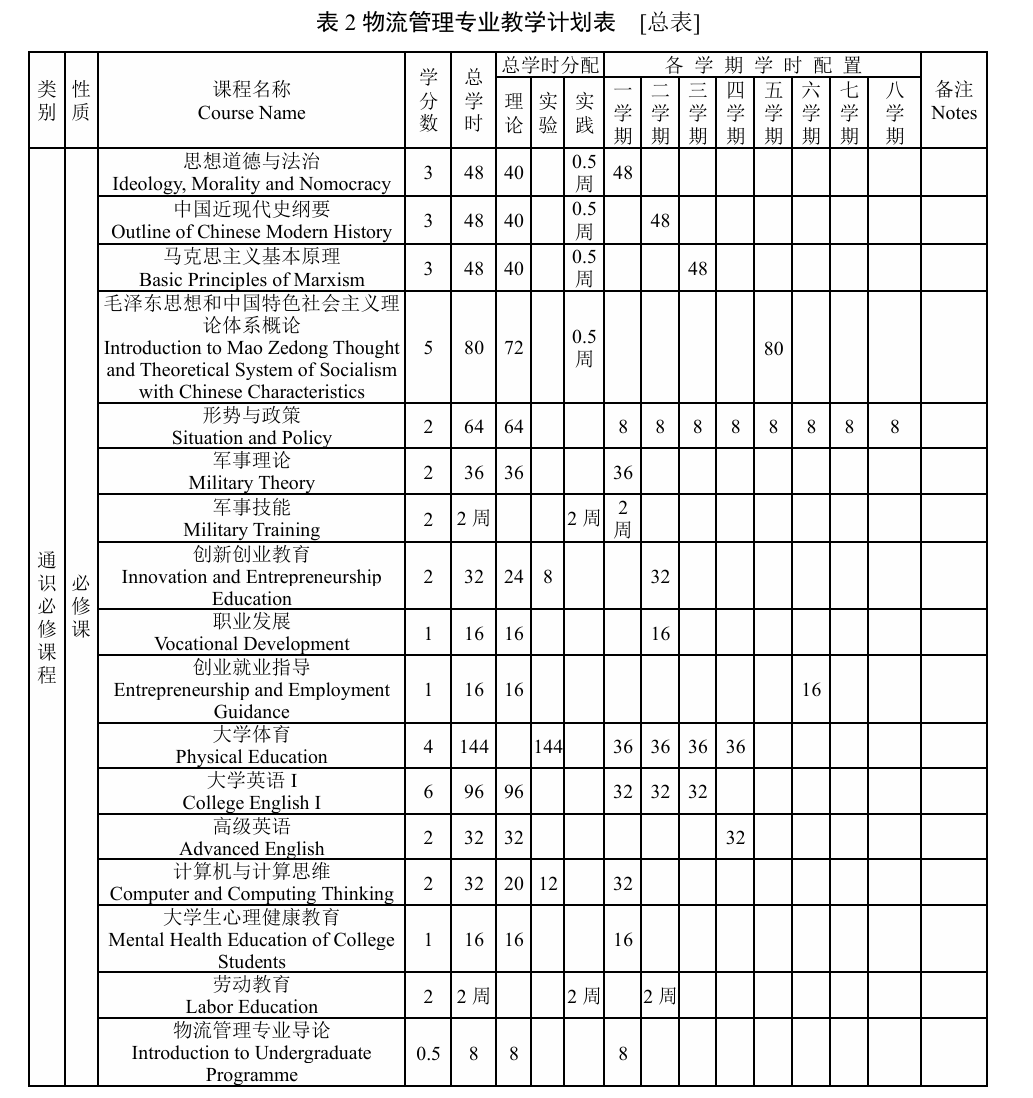 表 2 物流管理专业教学计划表 [总表]
类别 性质 课程名称 Course Name 学分数 总学时 总学时分配 各 学 期 学 时 配 置 备注 Notes
理论 实验 实践 一学期 二学期 三学期 四学期 五学期 六学期 七学期 八学期
通识必修课程 必修课
思想道德与法治
Ideology, Morality and Nomocracy 3 48 40 0.5周 48
中国近现代史纲要
Outline of Chinese Modern History 3 48 40 0.5周 48
马克思主义基本原理
Basic Principles of Marxism 3 48 40 0.5周 48
毛泽东思想和中国特色社会主义理
论体系概论
Introduction to Mao Zedong Thought 5 80 72 0.5周 80
and Theoretical System of Socialism
with Chinese Characteristics
形势与政策
Situation and Policy 2 64 64 8 8 8 8 8 8 8 8
军事理论
Military Theory 2 36 36 36
军事技能
Military Training 2 2 周 2 周 2周
创新创业教育
Innovation and Entrepreneurship 2 32 24 8 32
Education
职业发展
Vocational Development 1 16 16 16
创业就业指导
Entrepreneurship and Employment 1 16 16 16
Guidance
大学体育
Physical Education 4 144 144 36 36 36 36
大学英语 I
College English I 6 96 96 32 32 32
高级英语
Advanced English 2 32 32 32
计算机与计算思维
Computer and Computing Thinking 2 32 20 12 32
大学生心理健康教育
Mental Health Education of College 1 16 16 16
Students
劳动教育
Labor Education 2 2 周 2 周 2 周
物流管理专业导论
Introduction to Undergraduate 0.5 8 8 8
Programme